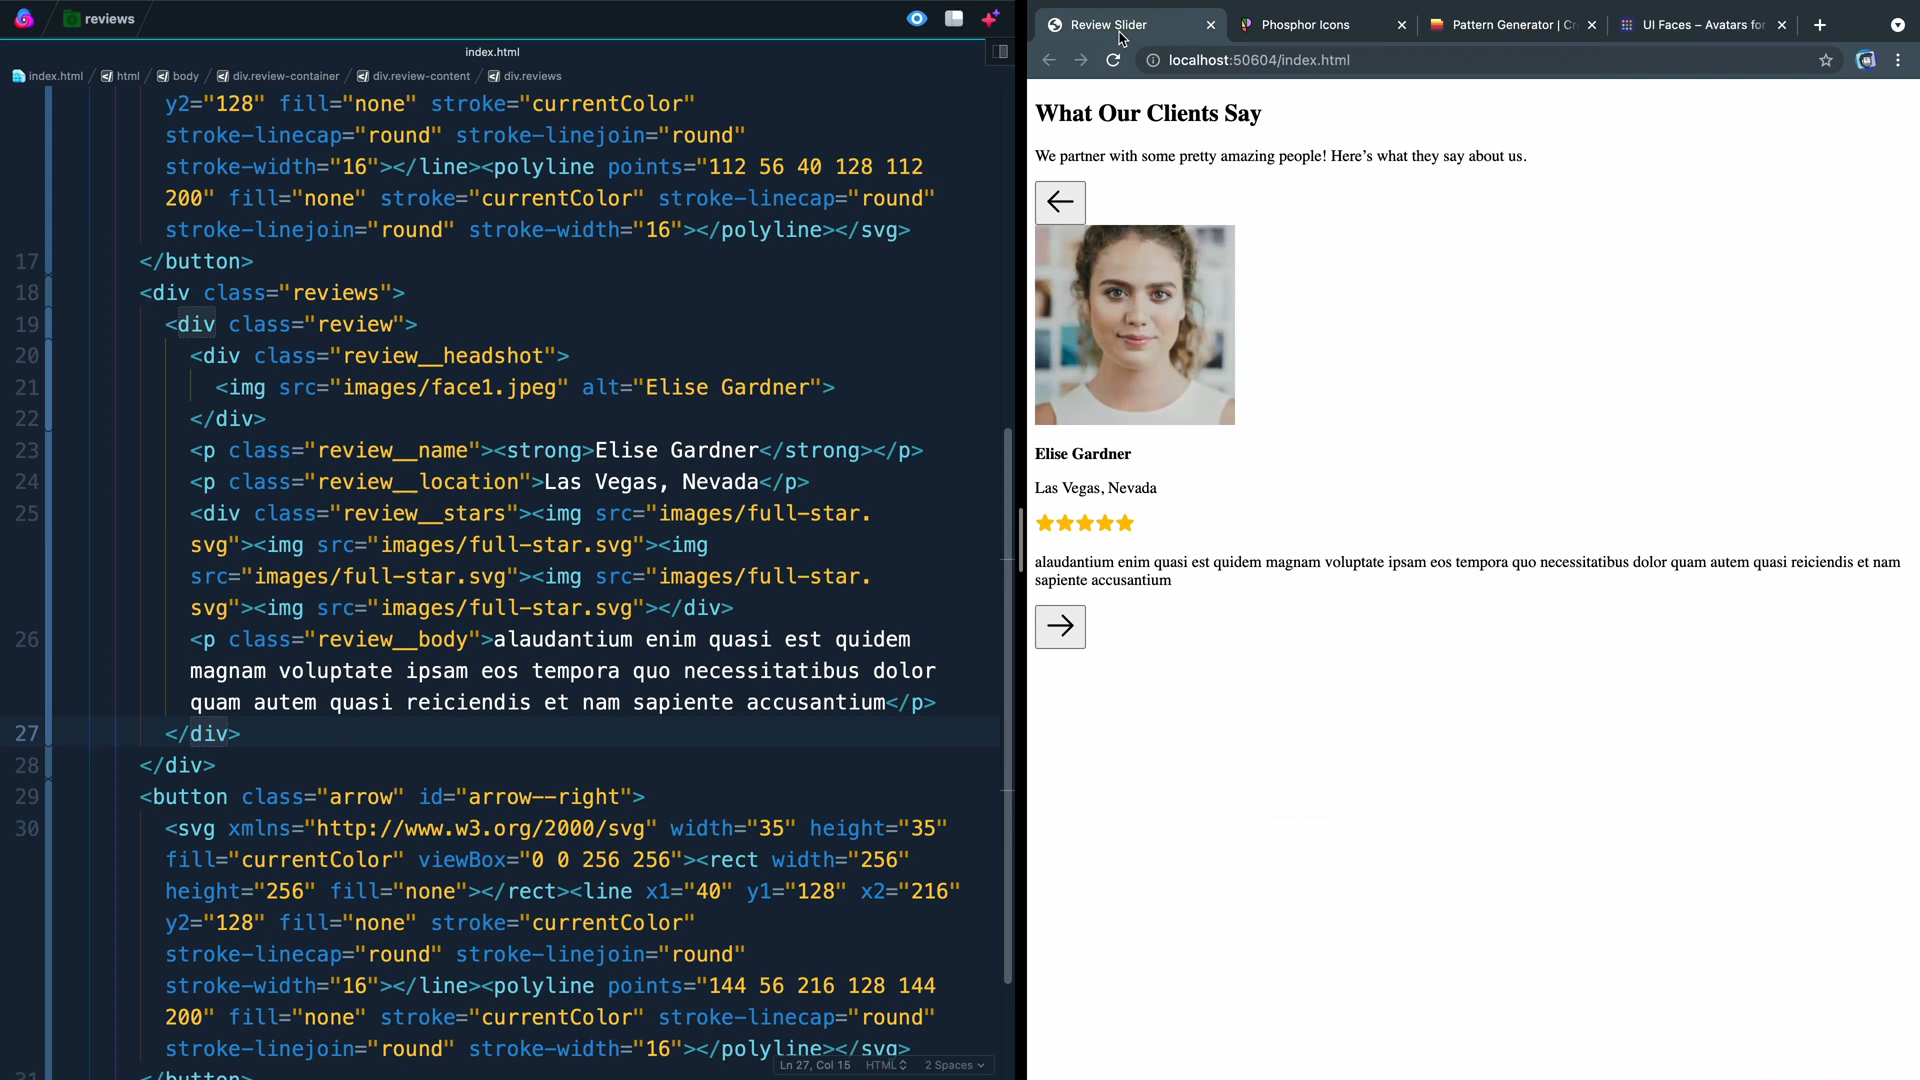 reviews
index.html
index.html
html
body
div.review-container
div.review-content
div.reviews
y2="128" fill="none" stroke="currentColor"
stroke-linecap="round" stroke-linejoin="round"
stroke-width="16"></line><polyline points="112 56 40 128 112
200" fill="none" stroke="currentColor" stroke-linecap="round"
stroke-linejoin="round" stroke-width="16"></polyline></svg>
17 </button>
18 <div class="reviews">
19 <div class="review">
20 <div class="review__headshot">
21 <img src="images/face1.jpeg" alt="Elise Gardner">
22 </div>
23 <p class="review__name"><strong>Elise Gardner</strong></p>
24 <p class="review__location">Las Vegas, Nevada</p>
25 <div class="review__stars"><img src="images/full-star.
svg"><img src="images/full-star.svg"><img
src="images/full-star.svg"><img src="images/full-star.
svg"><img src="images/full-star.svg"></div>
26 <p class="review__body">alaudantium enim quasi est quidem
magnam voluptate ipsam eos tempora quo necessitatibus dolor
quam autem quasi reiciendis et nam sapiente accusantium</p>
27 </div>
28 </div>
29 <button class="arrow" id="arrow--right">
30 <svg xmlns="http://www.w3.org/2000/svg" width="35" height="35"
fill="currentColor" viewBox="0 0 256 256"><rect width="256"
height="256" fill="none"></rect><line x1="40" y1="128" x2="216"
y2="128" fill="none" stroke="currentColor"
stroke-linecap="round" stroke-linejoin="round"
stroke-width="16"></line><polyline points="144 56 216 128 144
200" fill="none" stroke="currentColor" stroke-linecap="round"
stroke-linejoin="round" stroke-width="16"></polyline></svg>
31 </button>
Ln 27, Col 15 HTML 2 Spaces
Review Slider
Phosphor Icons
Pattern Generator | Cr
UI Faces – Avatars for
localhost:50604/index.html
What Our Clients Say
We partner with some pretty amazing people! Here’s what they say about us.
Elise Gardner
Las Vegas, Nevada
alaudantium enim quasi est quidem magnam voluptate ipsam eos tempora quo necessitatibus dolor quam autem quasi reiciendis et nam
sapiente accusantium